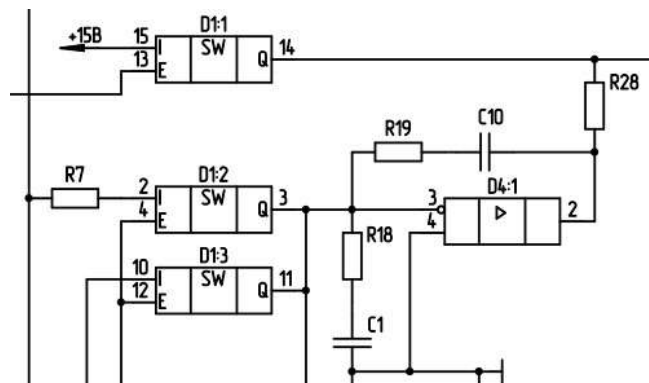 D1:1
+15В 15 I SW Q 14
13 E
R28
C10
R19
R7
D1:2
2 I SW Q 3
4 E
D4:1
3
4
2
R18
D1:3
10 I SW Q 11
12 E
C1